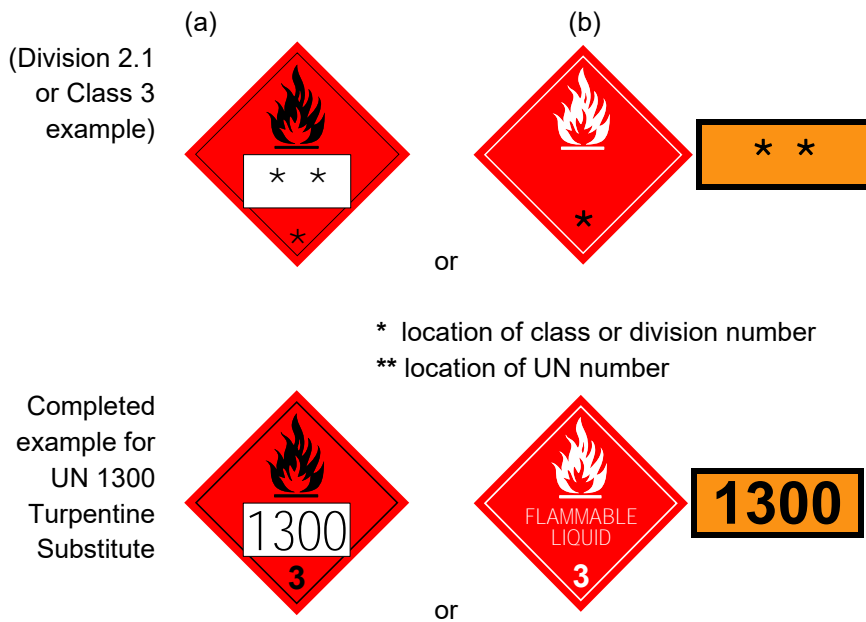 (a)
(b)
(Division 2.1
or Class 3
example)
* *
*
*
* *
or
* location of class or division number
** location of UN number
Completed
example for
UN 1300
Turpentine
Substitute
1300
3
FLAMMABLE
LIQUID
3
1300
or